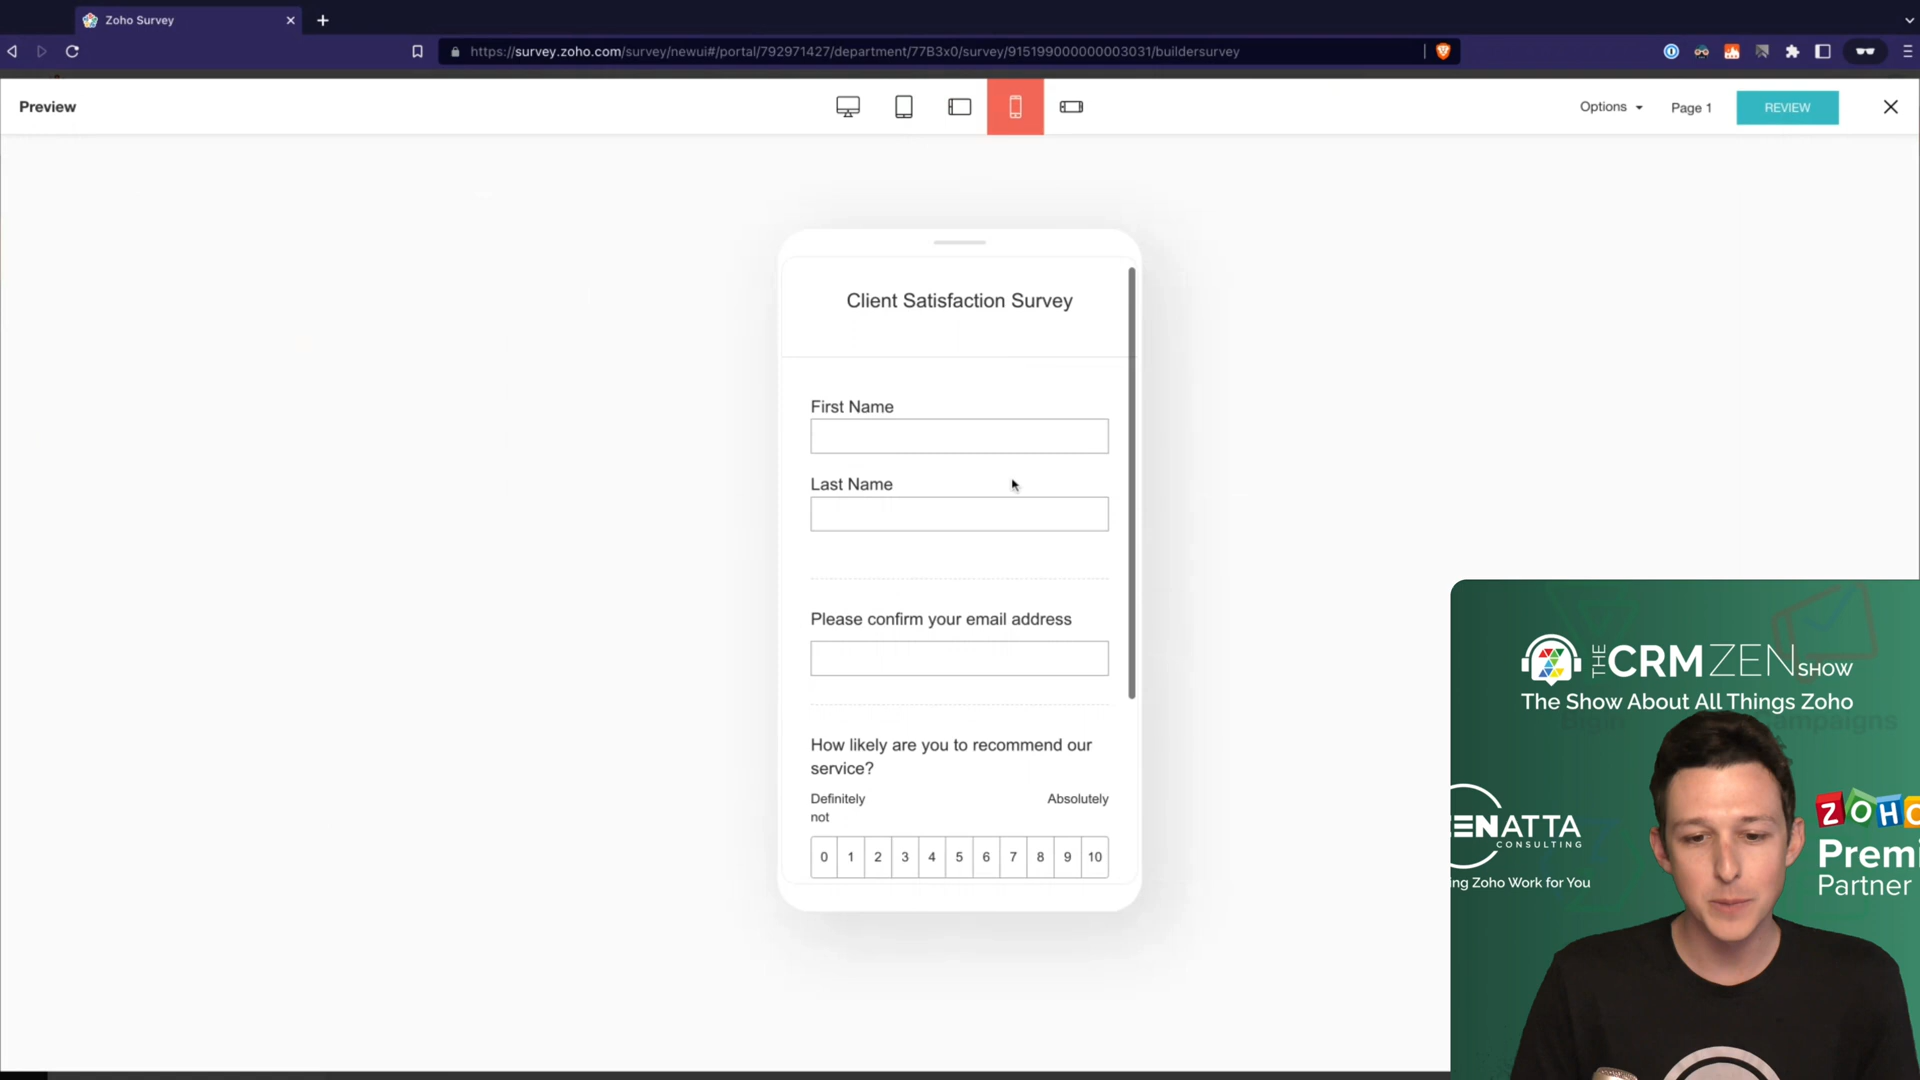 Zoho Survey
https://survey.zoho.com/survey/newui#/portal/792971427/department/77B3x0/survey/915199000000003031/buildersurvey
Preview
Options
Page 1
REVIEW
Client Satisfaction Survey
First Name
Last Name
Please confirm your email address
How likely are you to recommend our
service?
Definitely
not
Absolutely
0 1 2 3 4 5 6 7 8 9 10
THE CRMZEN SHOW
The Show About All Things Zoho
ampaigns
ENATTA
CONSULTING
ng Zoho Work for You
ZOHO
Premi
Partner